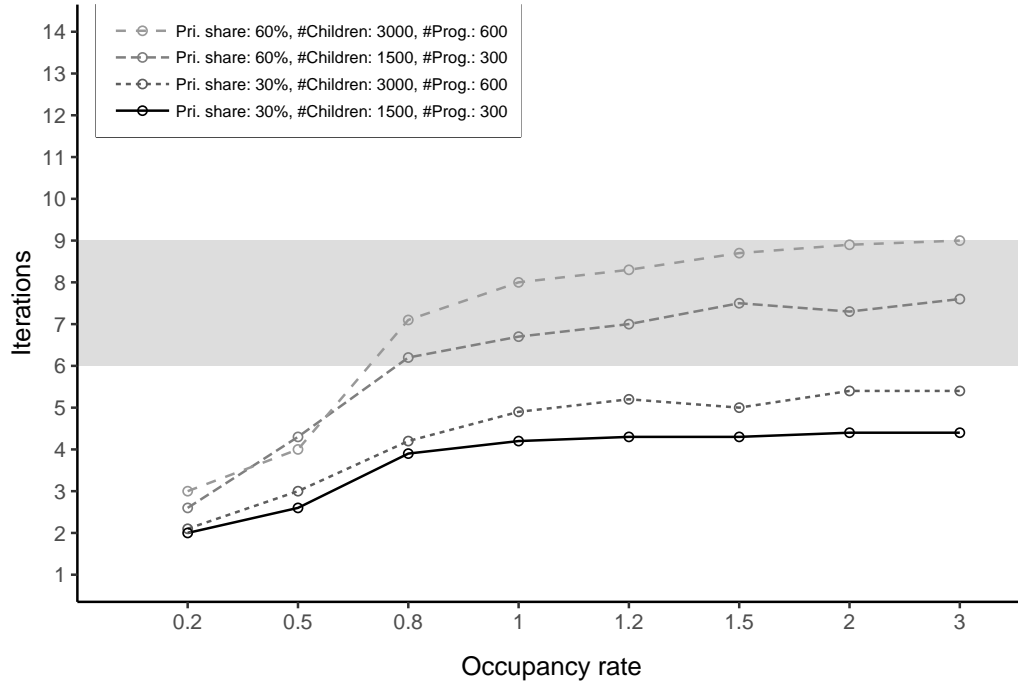 Pri. share: 60%, #Children: 3000, #Prog.: 600
Pri. share: 60%, #Children: 1500, #Prog.: 300
Pri. share: 30%, #Children: 3000, #Prog.: 600
Pri. share: 30%, #Children: 1500, #Prog.: 300
14
13
12
11
10
9
8
7
6
5
4
3
2
1
Iterations
0.2 0.5 0.8 1 1.2 1.5 2 3
Occupancy rate